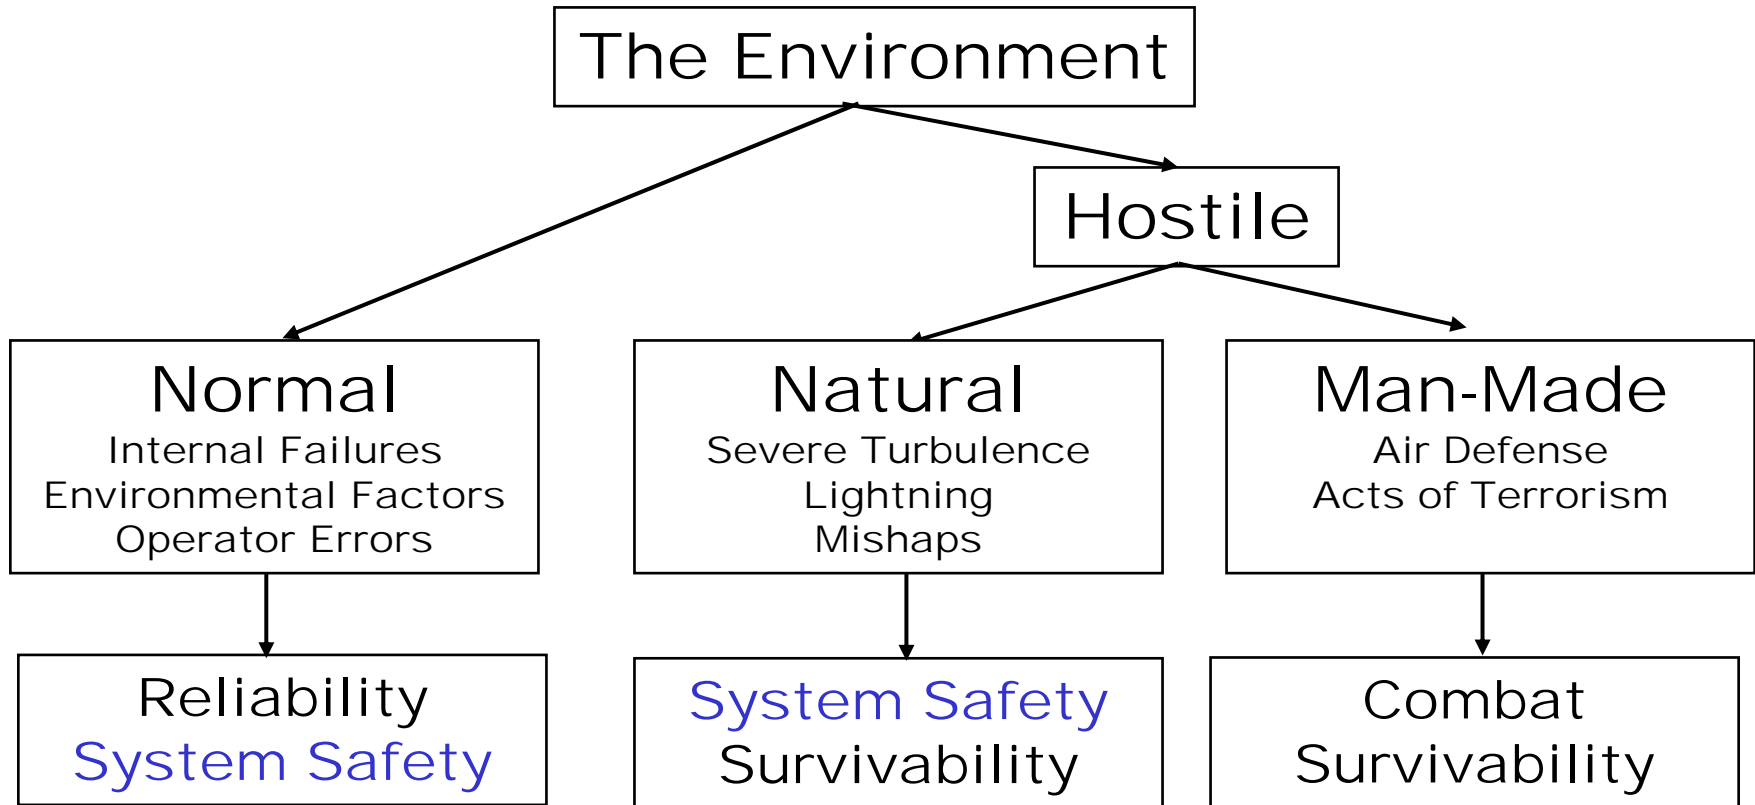 The Environment
Hostile
Normal
Internal Failures
Environmental Factors
Operator Errors
Natural
Severe Turbulence
Lightning
Mishaps
Man-Made
Air Defense
Acts of Terrorism
Reliability
System Safety
System Safety
Survivability
Combat
Survivability